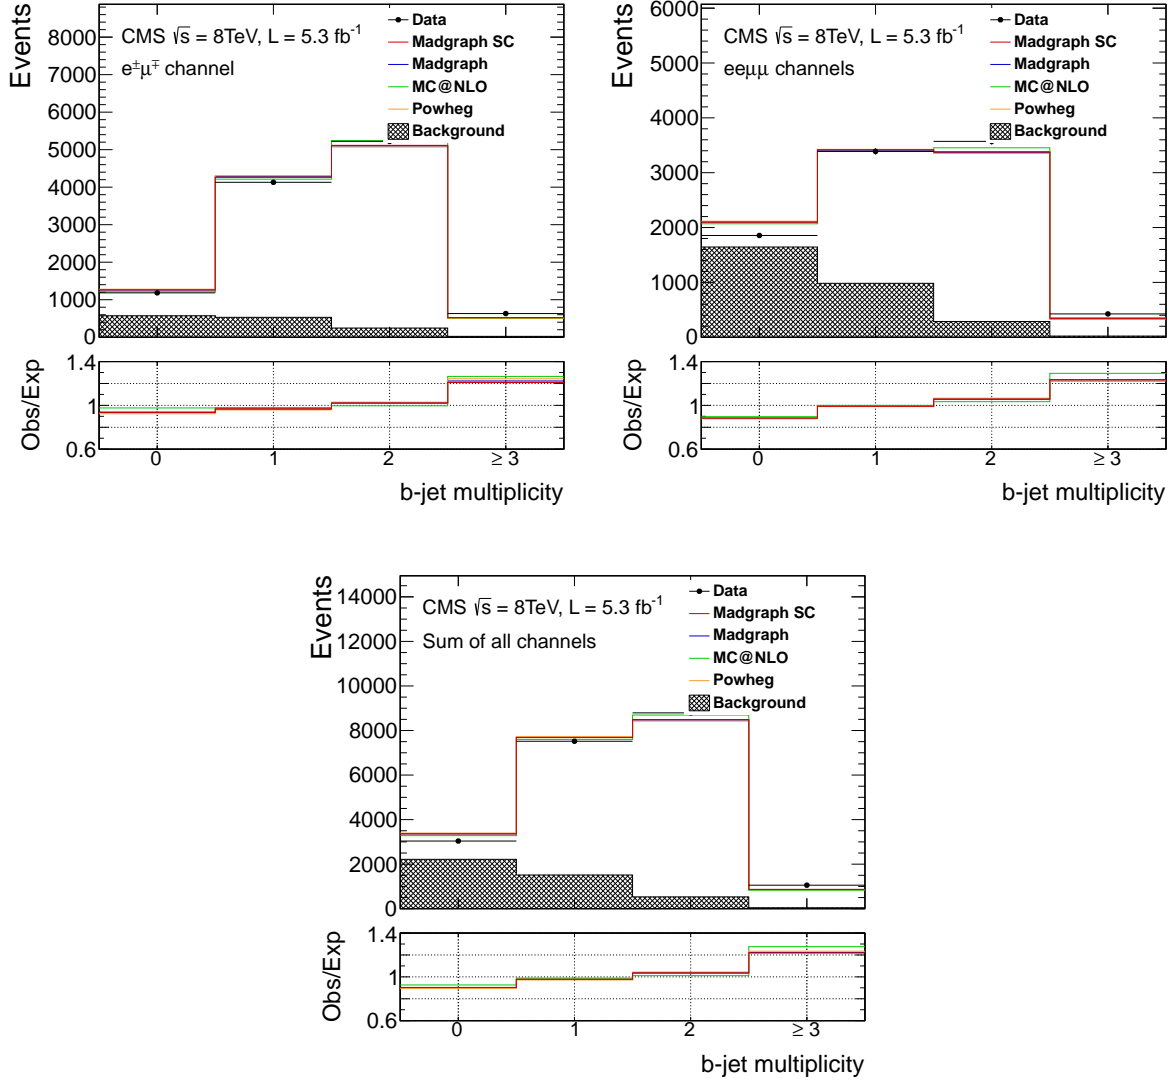 Events
8000
7000
6000
5000
4000
3000
2000
1000
0
CMS √s = 8TeV, L = 5.3 fb⁻¹
e±μ∓ channel
Data
Madgraph SC
Madgraph
MC@NLO
Powheg
Background
Obs/Exp
1.4
1
0.6
0 1 2 ≥ 3
b-jet multiplicity
Events
6000
5000
4000
3000
2000
1000
0
CMS √s = 8TeV, L = 5.3 fb⁻¹
eeμμ channels
Data
Madgraph SC
Madgraph
MC@NLO
Powheg
Background
Obs/Exp
1.4
1
0.6
0 1 2 ≥ 3
b-jet multiplicity
Events
14000
12000
10000
8000
6000
4000
2000
0
CMS √s = 8TeV, L = 5.3 fb⁻¹
Sum of all channels
Data
Madgraph SC
Madgraph
MC@NLO
Powheg
Background
Obs/Exp
1.4
1
0.6
0 1 2 ≥ 3
b-jet multiplicity